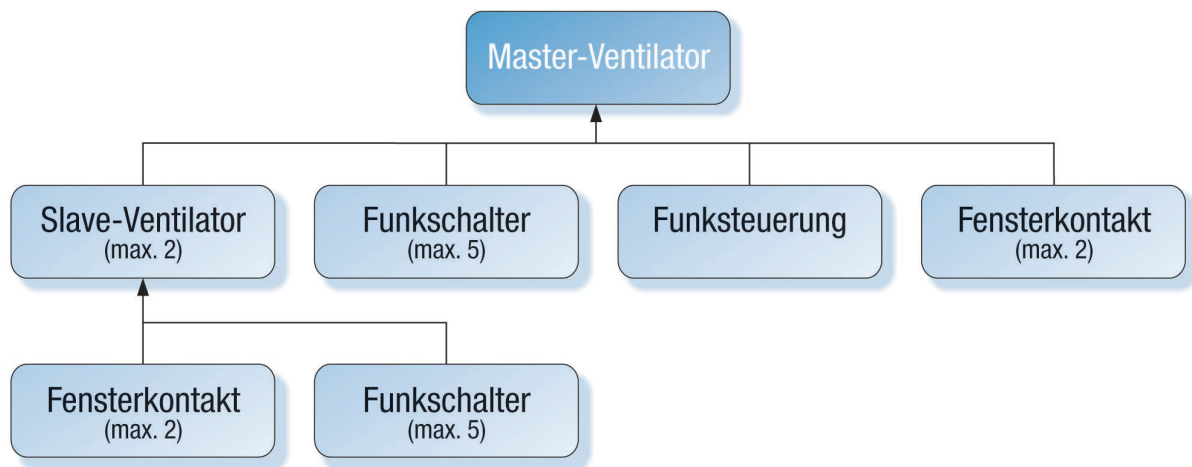 Master-Ventilator
Slave-Ventilator
(max. 2)
Funkschalter
(max. 5)
Funksteuerung
Fensterkontakt
(max. 2)
Fensterkontakt
(max. 2)
Funkschalter
(max. 5)